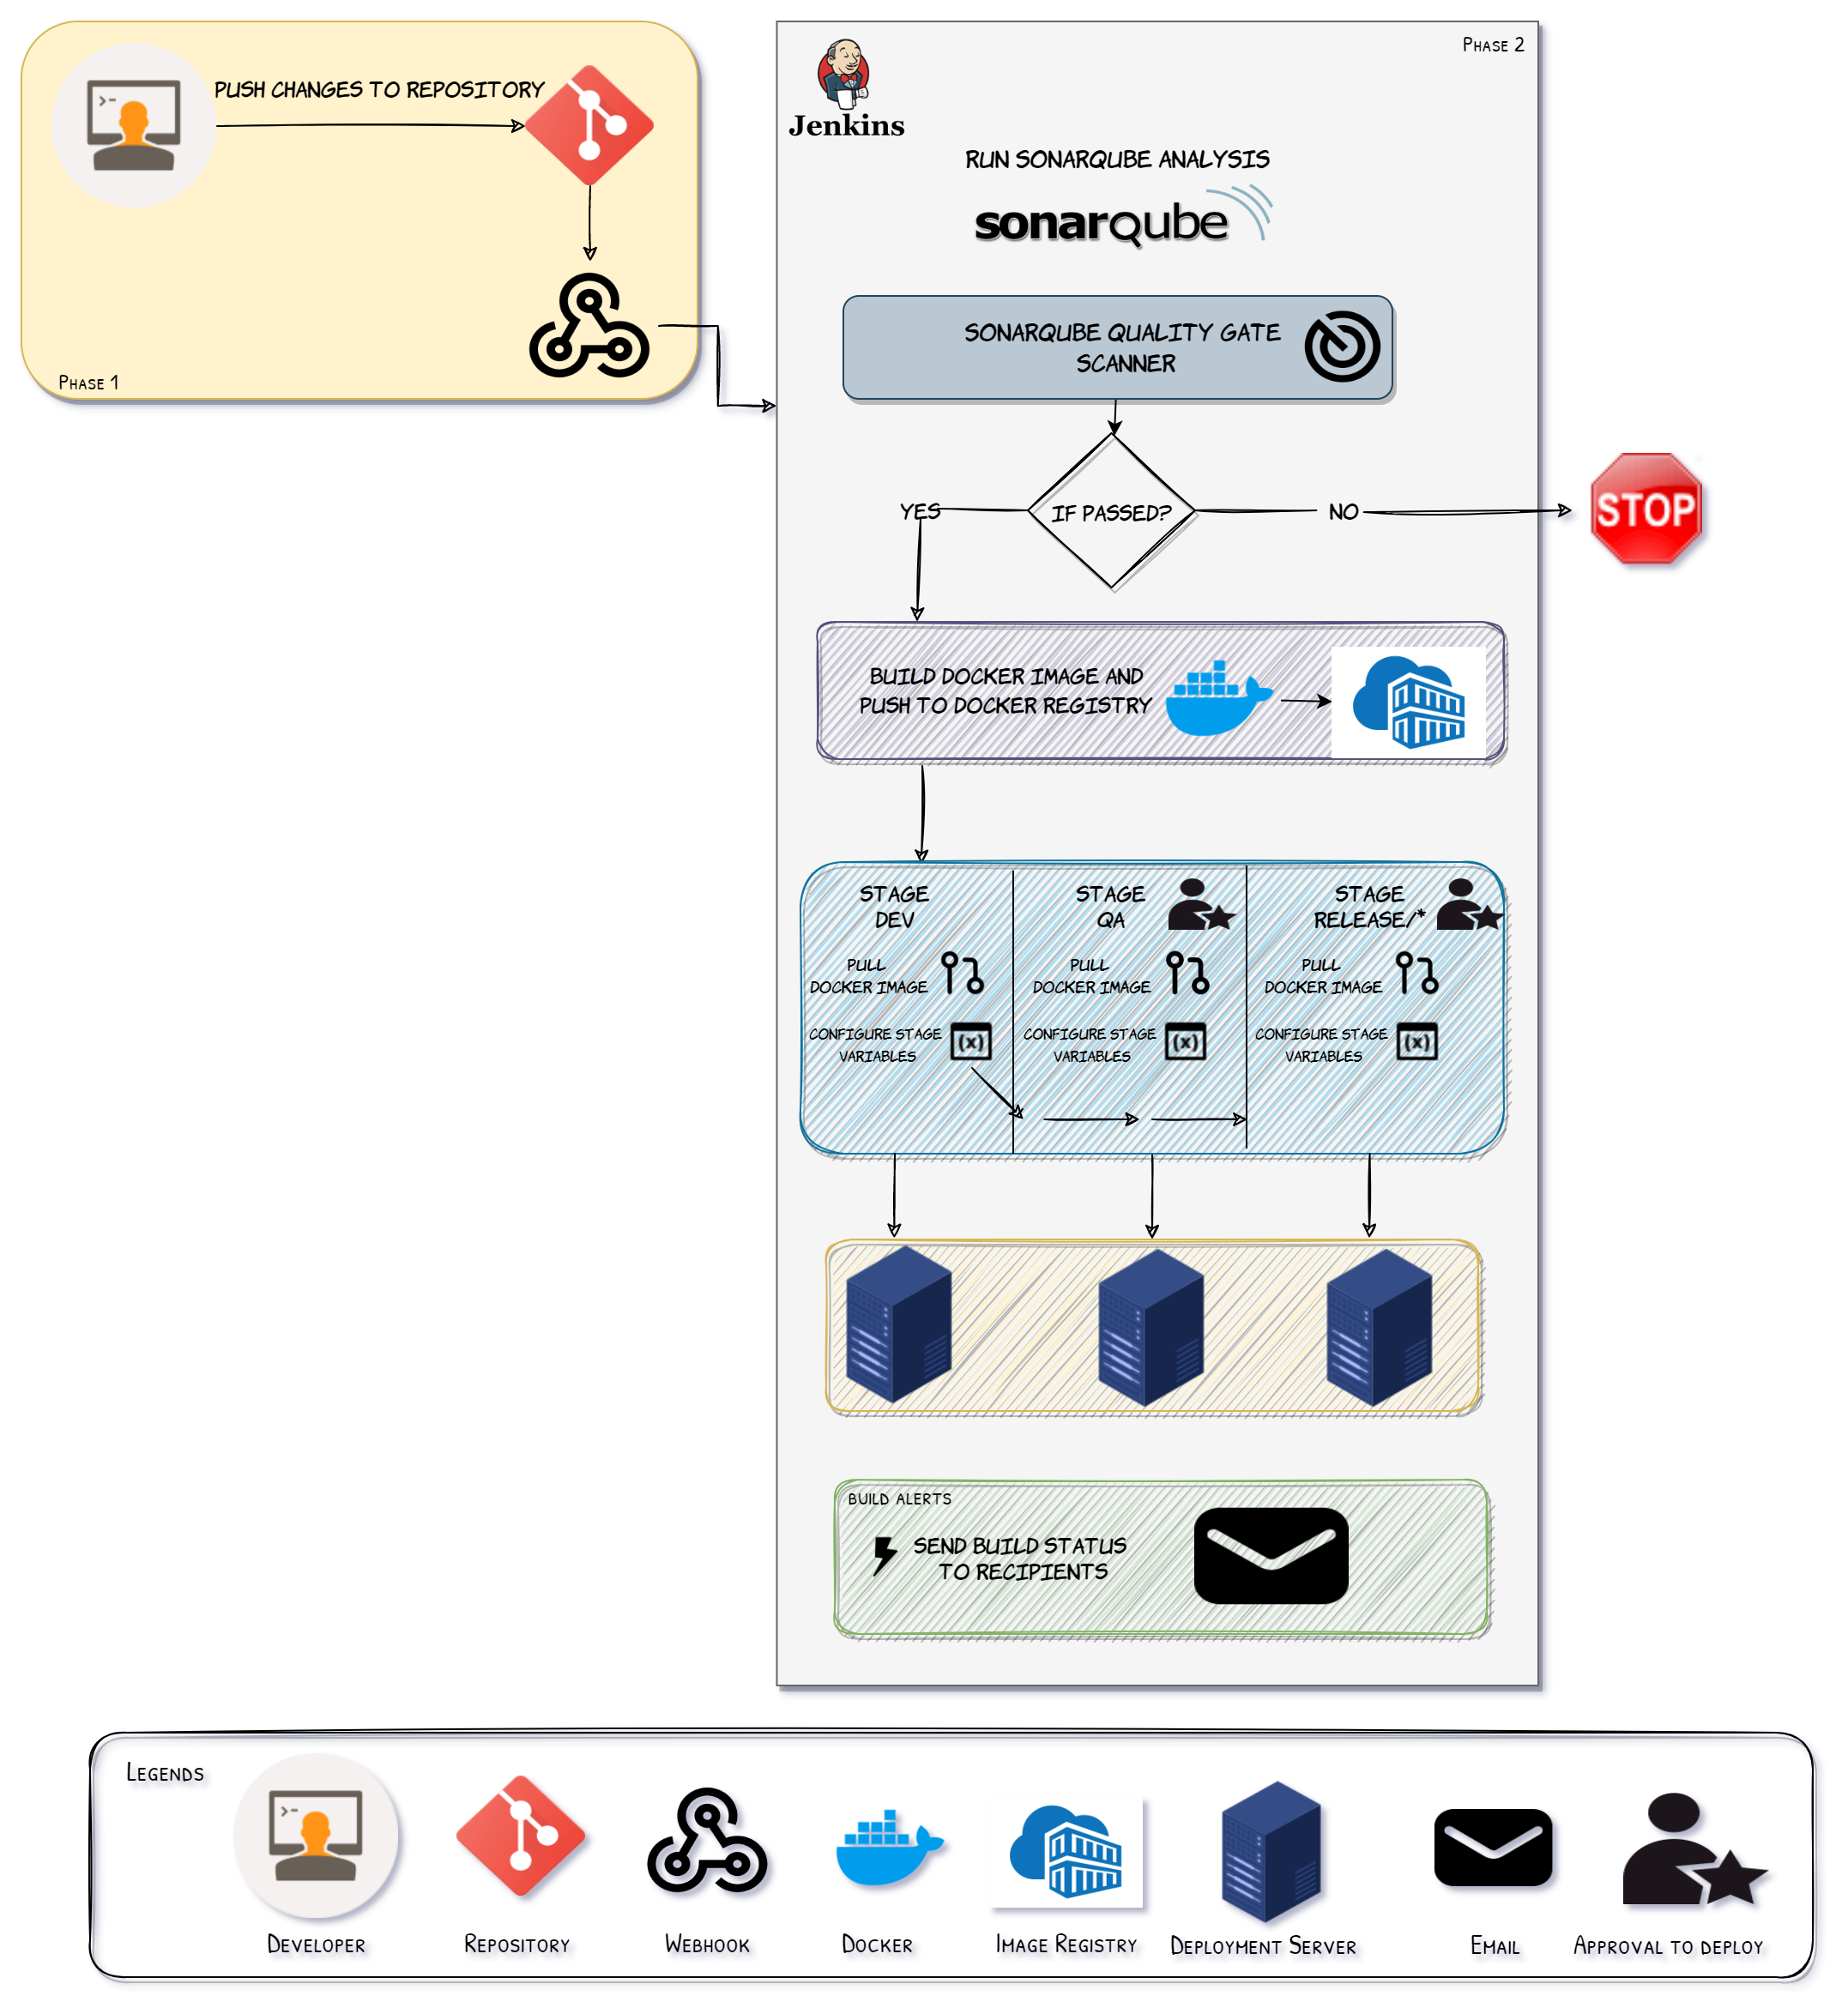 PUSH CHANGES TO REPOSITORY
Phase 1
Phase 2
Jenkins
RUN SONARQUBE ANALYSIS
sonarqube
SONARQUBE QUALITY GATE
SCANNER
IF PASSED?
YES
NO
STOP
BUILD DOCKER IMAGE AND
PUSH TO DOCKER REGISTRY
STAGE
DEV
PULL
DOCKER IMAGE
CONFIGURE STAGE
VARIABLES
(x)
STAGE
QA
PULL
DOCKER IMAGE
CONFIGURE STAGE
VARIABLES
(x)
STAGE
RELEASE/*
PULL
DOCKER IMAGE
CONFIGURE STAGE
VARIABLES
(x)
BUILD ALERTS
SEND BUILD STATUS
TO RECIPIENTS
Legends
Developer
Repository
Webhook
Docker
Image Registry
Deployment Server
Email
Approval to deploy